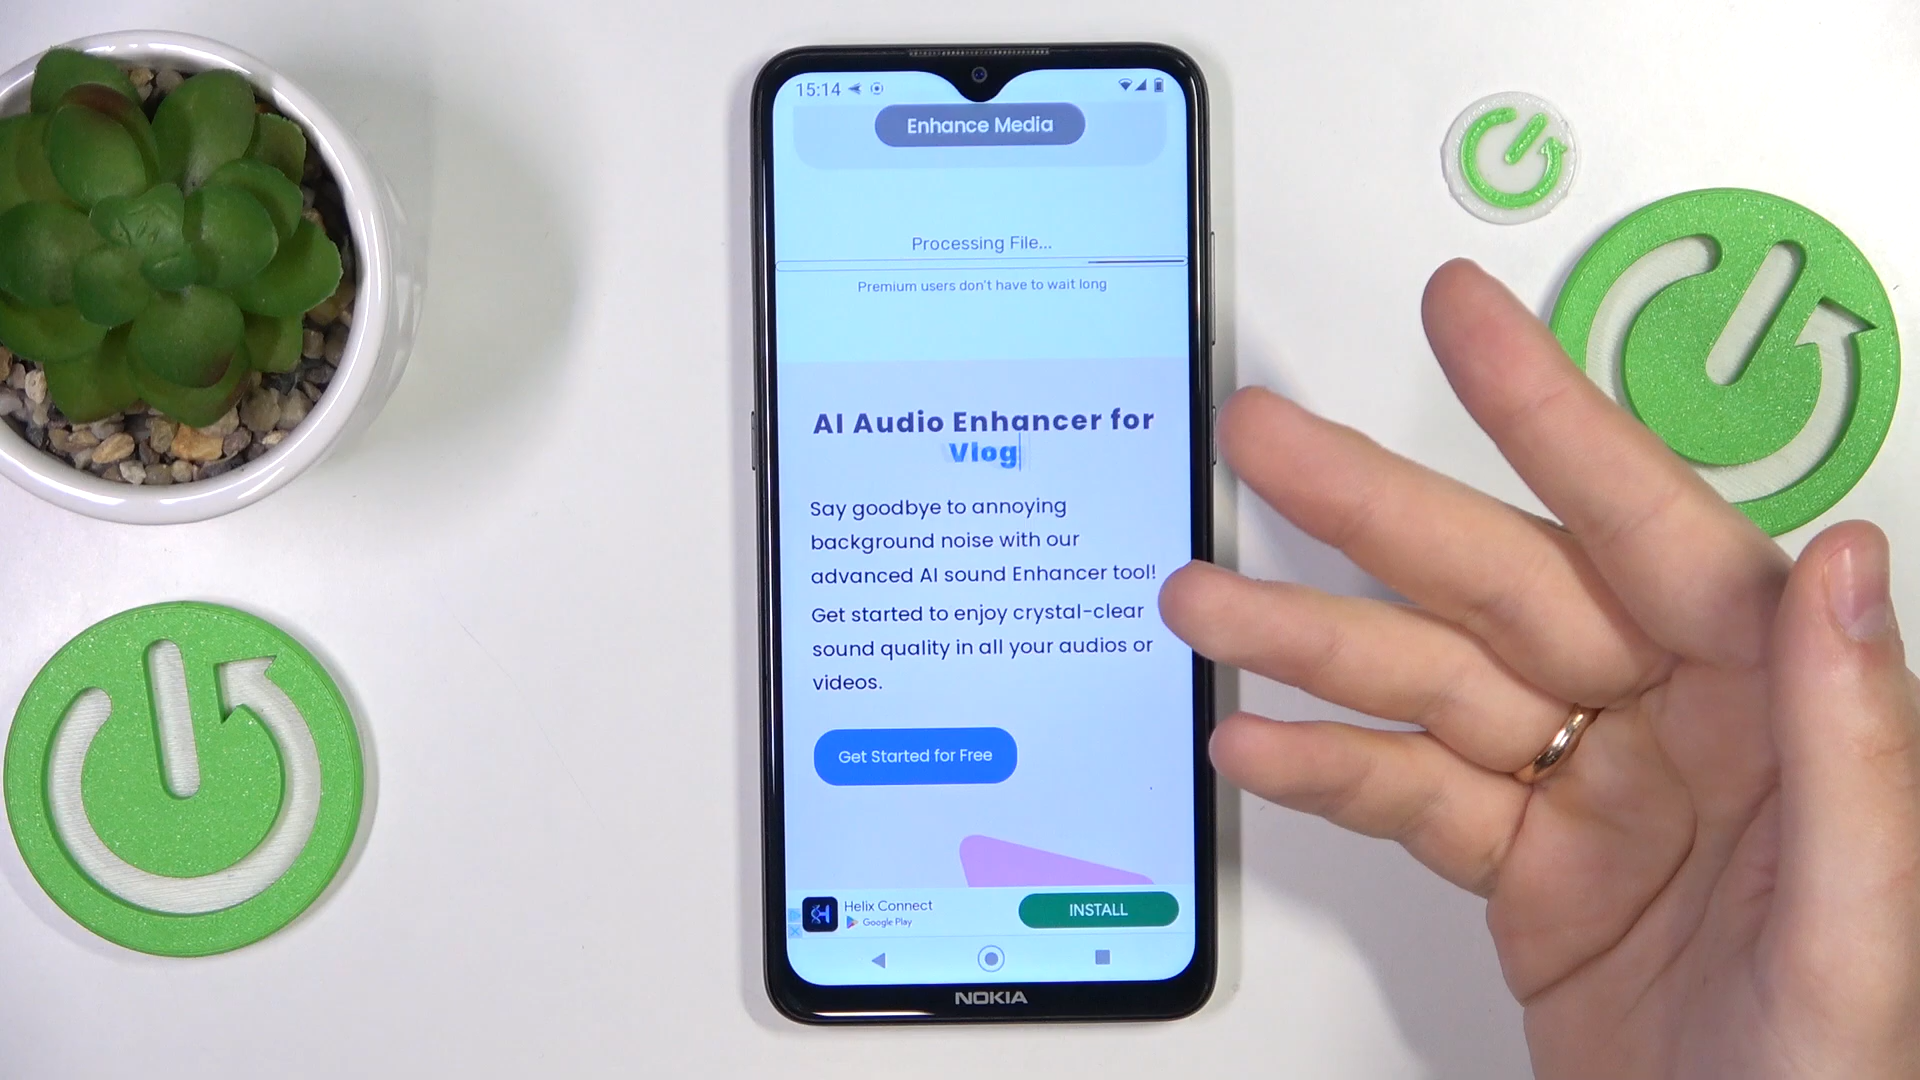 15:14
Enhance Media
Processing File...
Premium users don't have to wait long
AI Audio Enhancer for
Vlog
Say goodbye to annoying
background noise with our
advanced AI sound Enhancer tool!
Get started to enjoy crystal-clear
sound quality in all your audios or
videos.
Get Started for Free
Helix Connect
Google Play
INSTALL
NOKIA